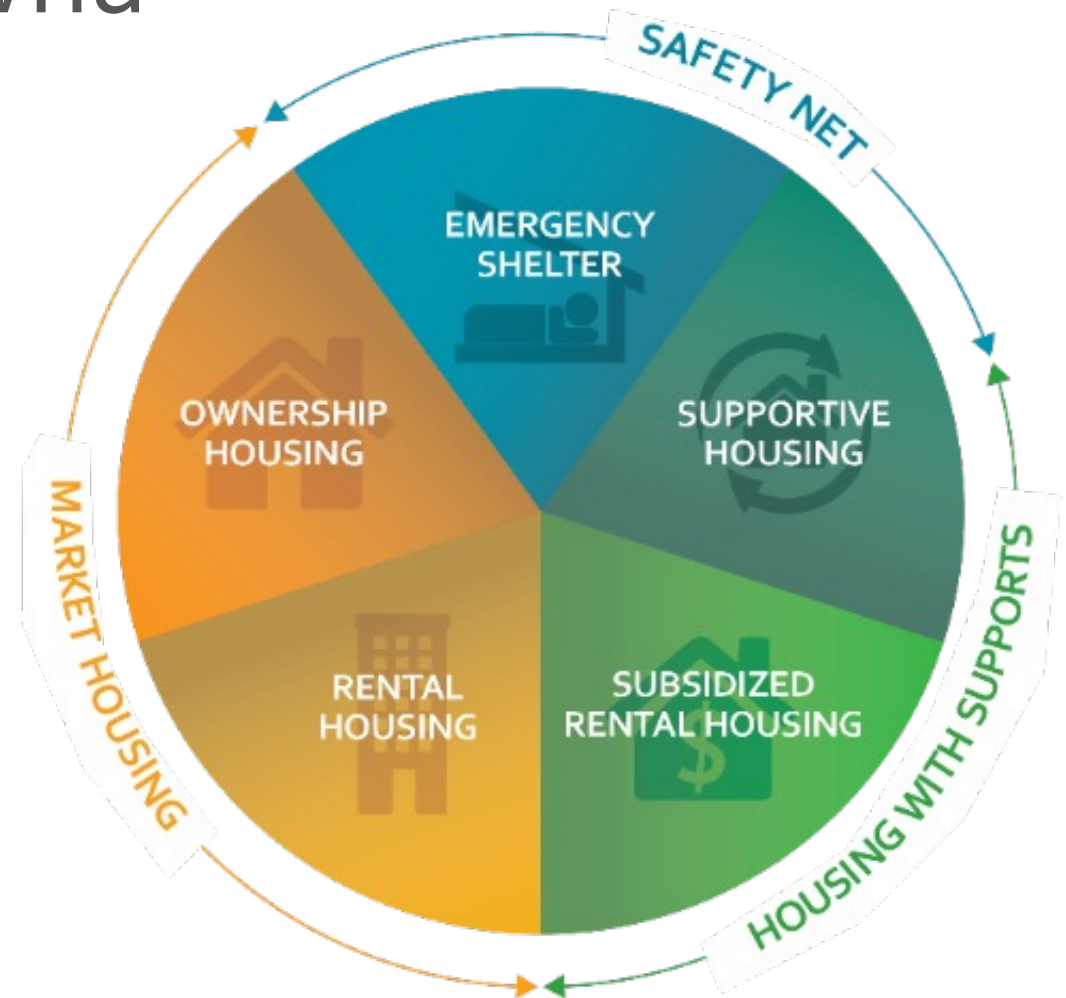 SAFETY NET
EMERGENCY
SHELTER
OWNERSHIP
HOUSING
SUPPORTIVE
HOUSING
MARKET HOUSING
RENTAL
HOUSING
SUBSIDIZED
RENTAL HOUSING
$
HOUSING WITH SUPPORTS